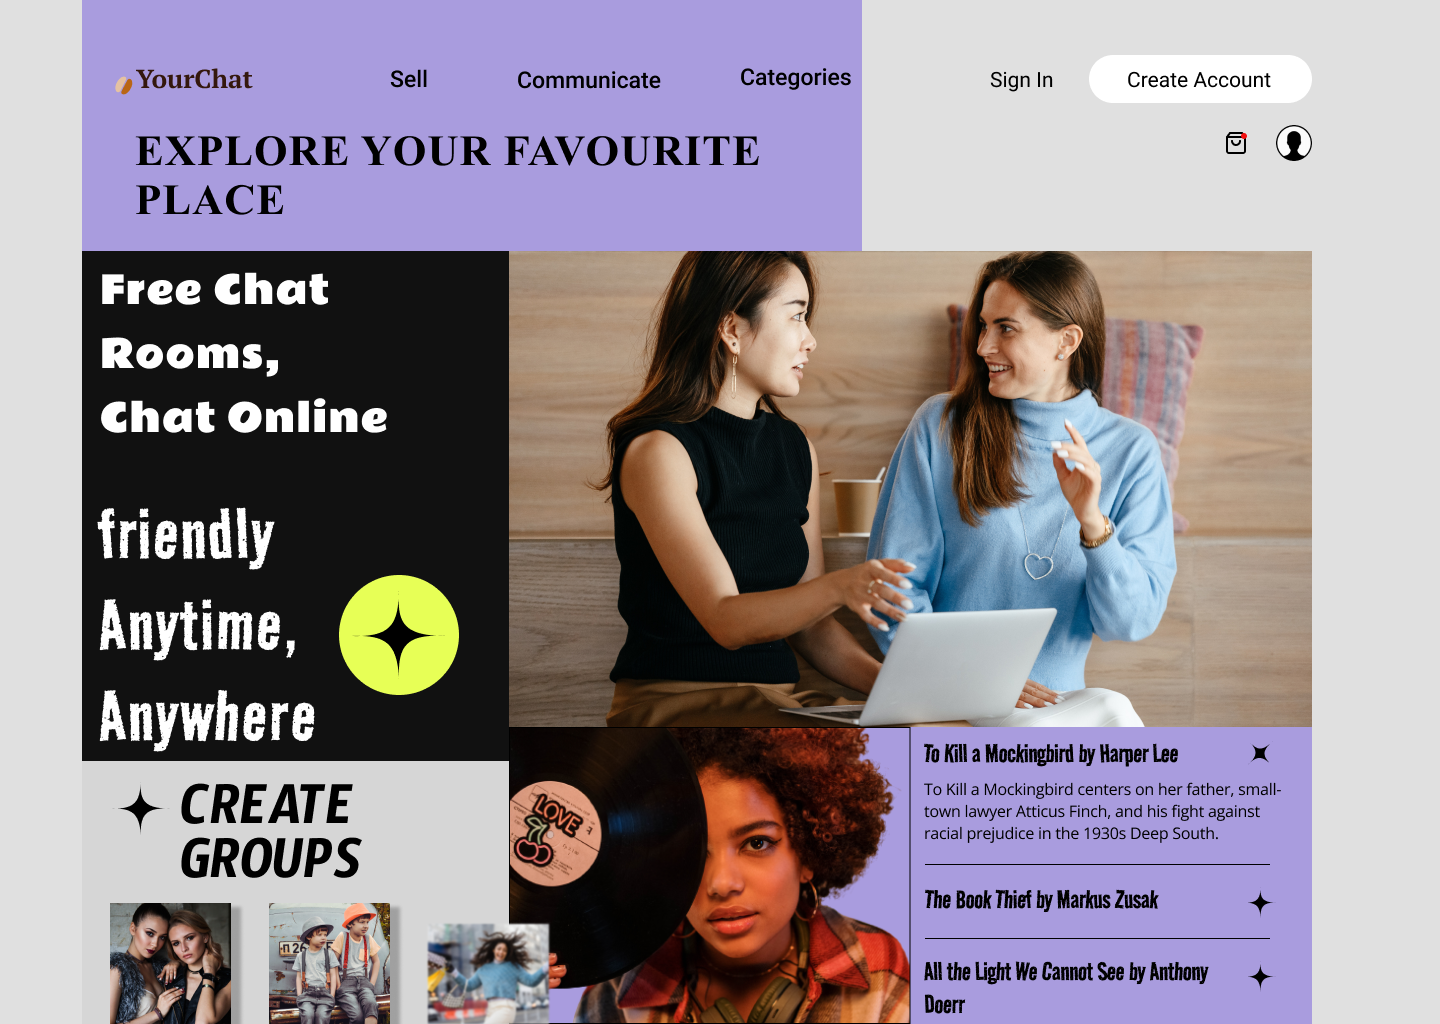 YourChat
Sell
Communicate
Categories
Sign In
Create Account
EXPLORE YOUR FAVOURITE
PLACE
Free Chat
Rooms,
Chat Online
friendly
Anytime,
Anywhere
CREATE
GROUPS
LOVE
To Kill a Mockingbird by Harper Lee
To Kill a Mockingbird centers on her father, small-
town lawyer Atticus Finch, and his fight against
racial prejudice in the 1930s Deep South.
The Book Thief by Markus Zusak
All the Light We Cannot See by Anthony
Doerr